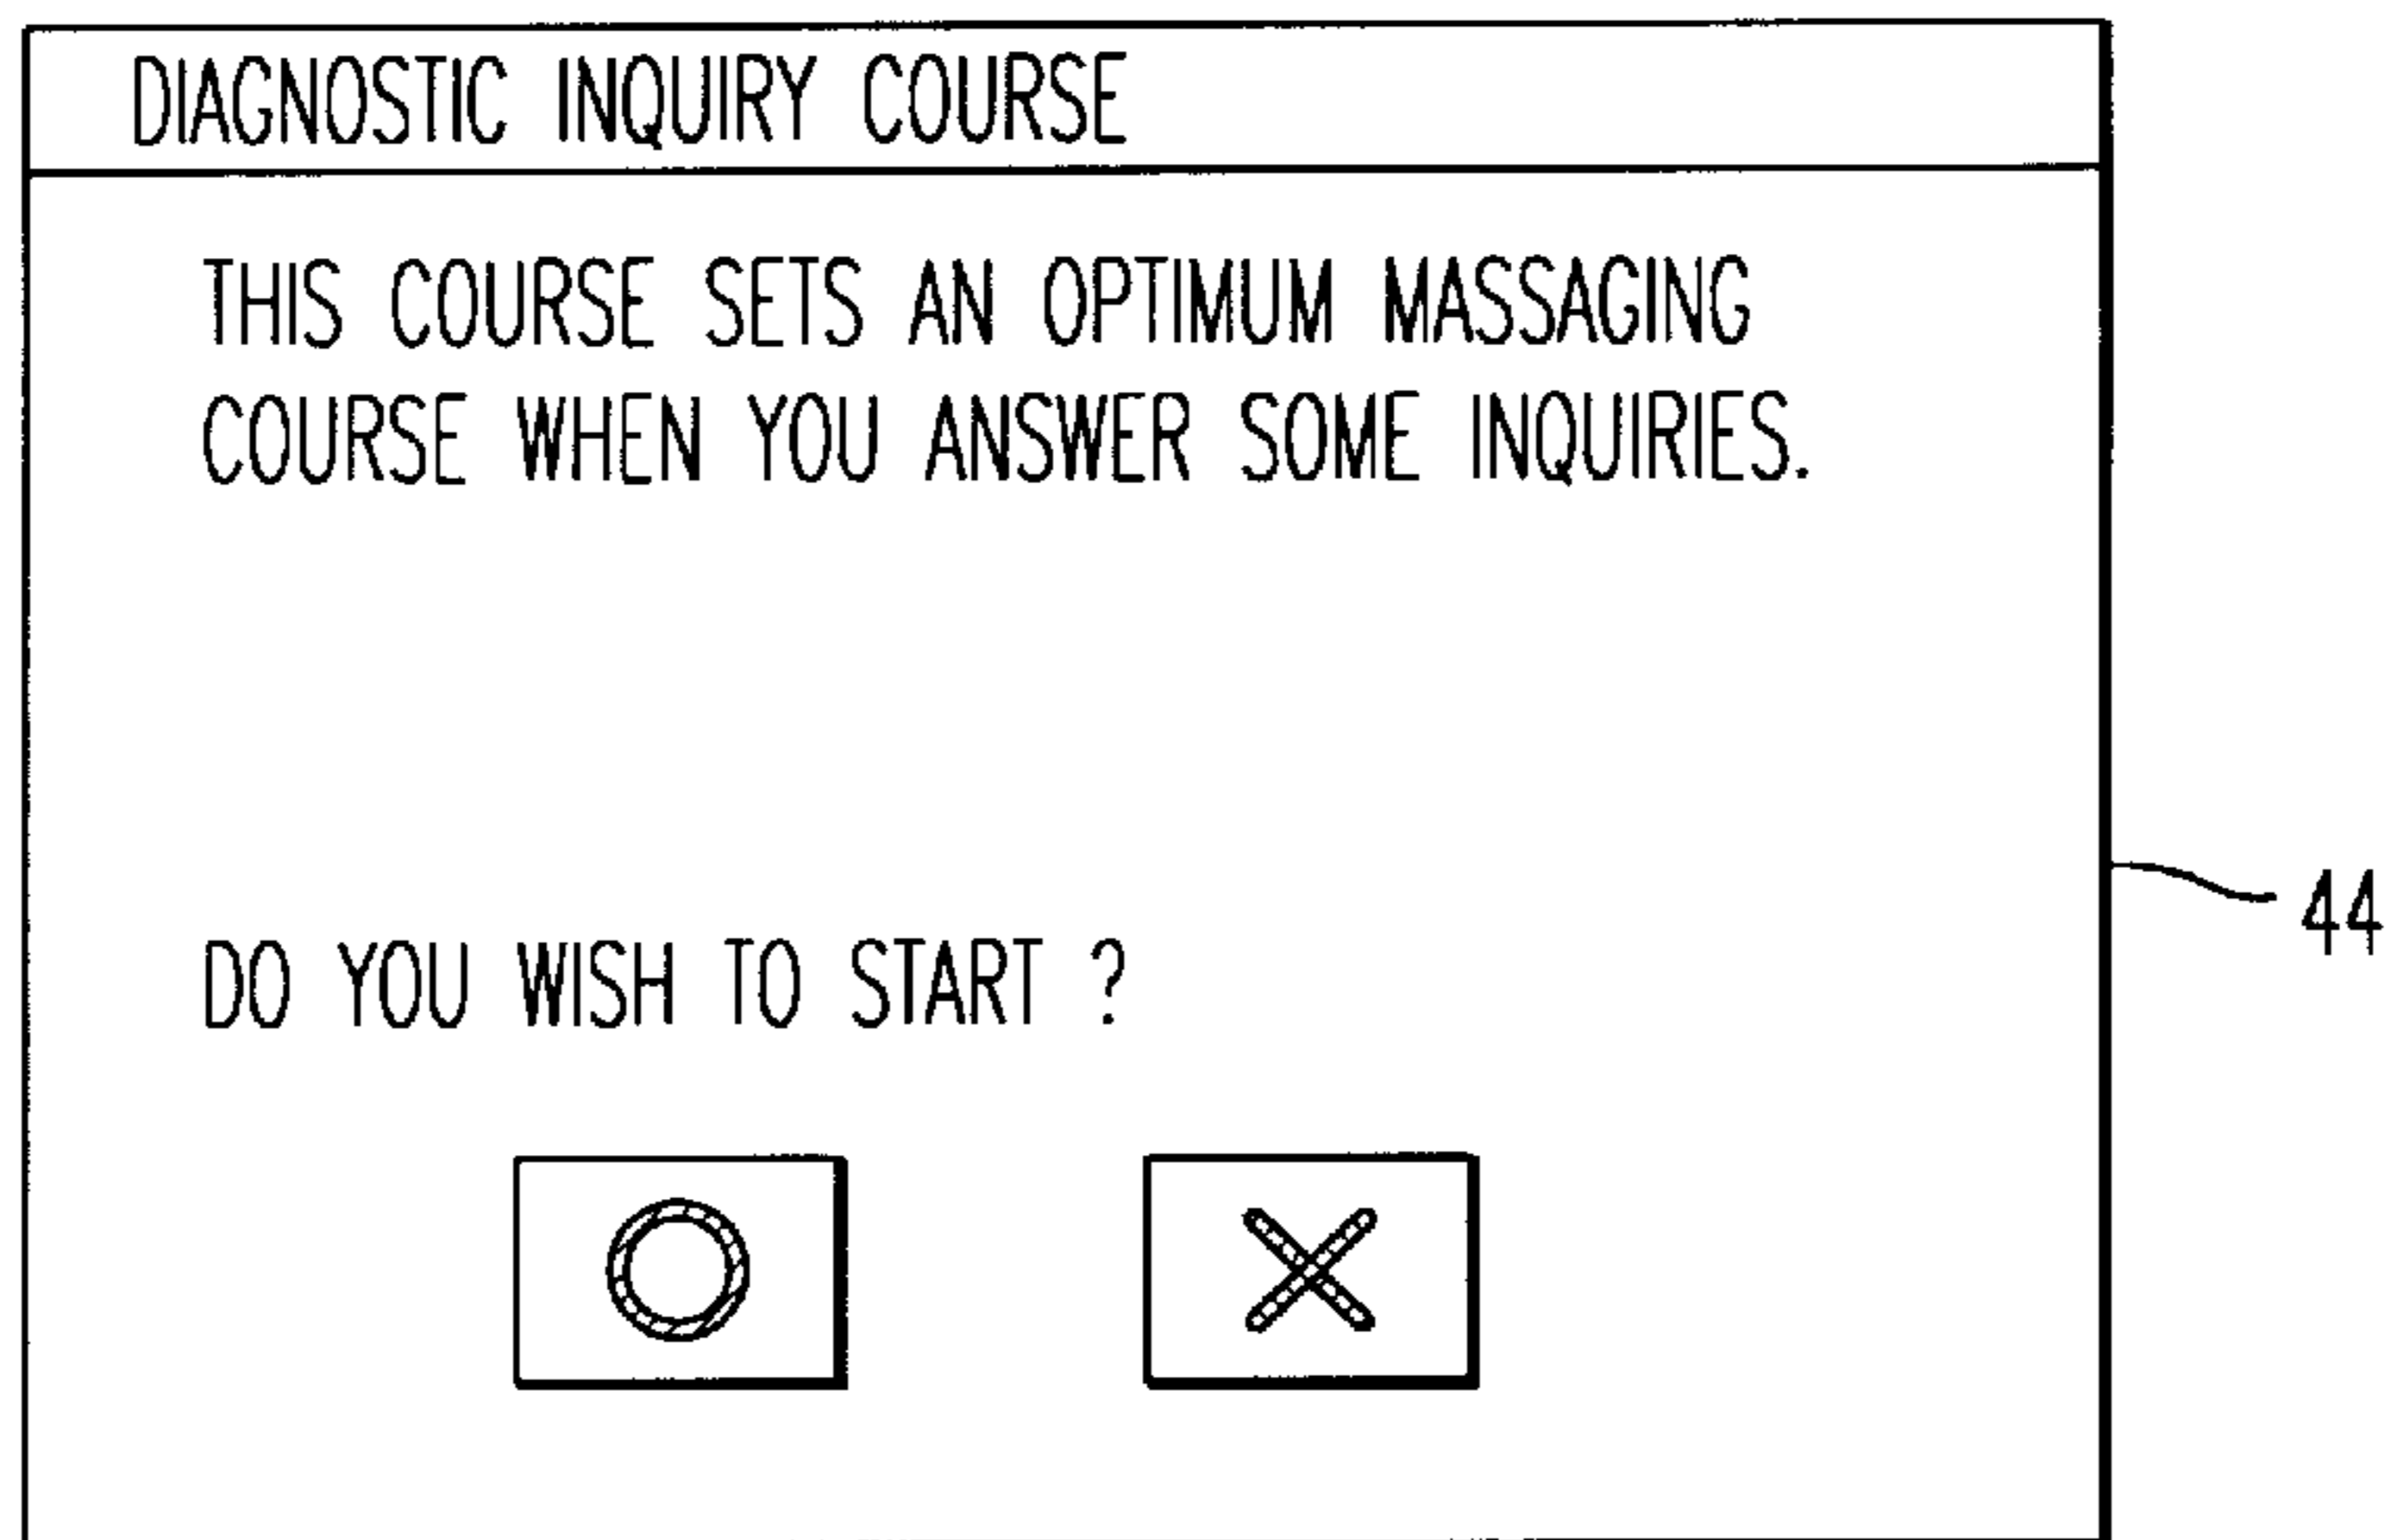 DIAGNOSTIC INQUIRY COURSE
THIS COURSE SETS AN OPTIMUM MASSAGING
COURSE WHEN YOU ANSWER SOME INQUIRIES.
44
DO YOU WISH TO START ?